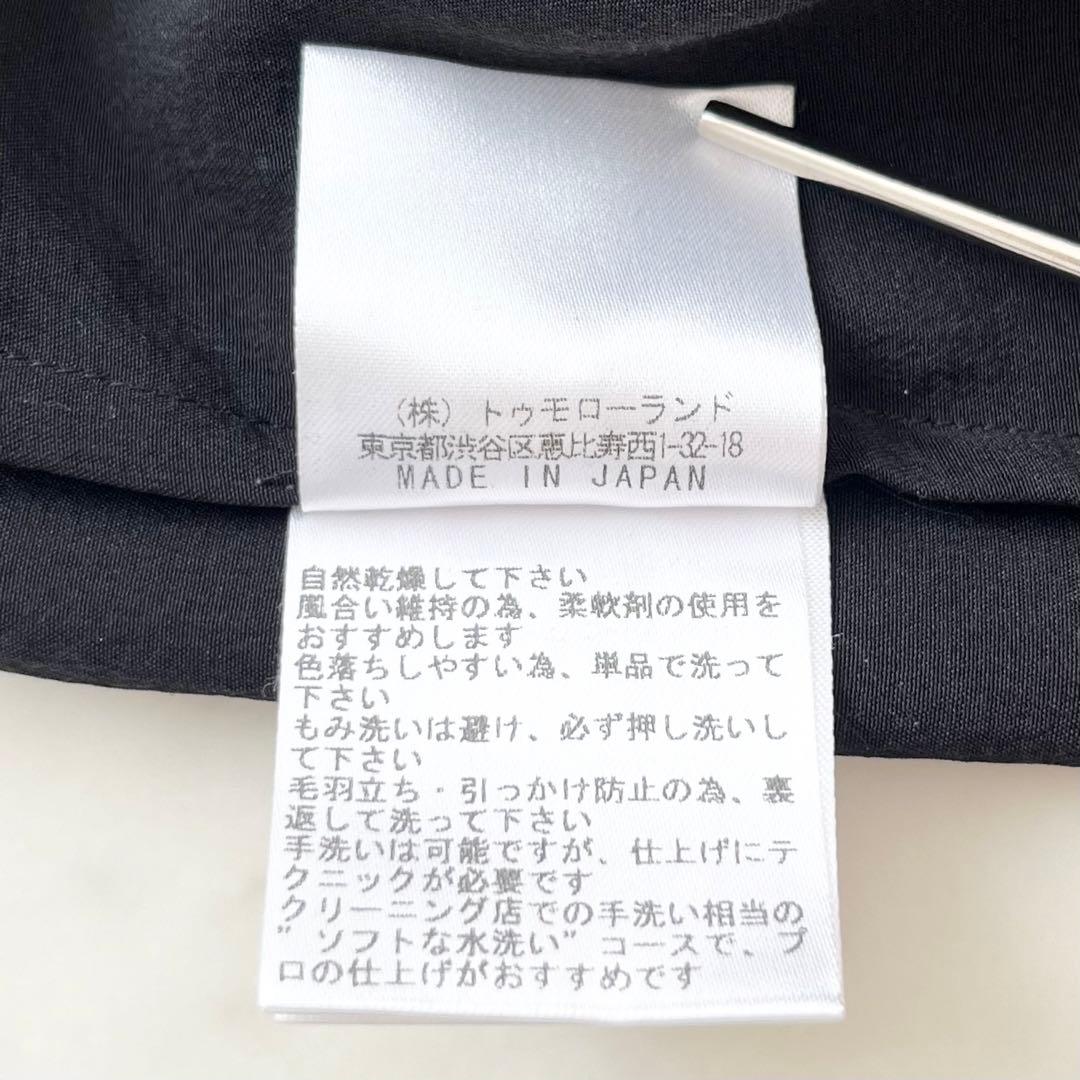 (株) トゥモローランド
東京都渋谷区恵比寿西1-32-18
MADE IN JAPAN
自然乾燥して下さい
風合い維持の為、柔軟剤の使用を
おすすめします
色落ちしやすい為、単品で洗って
下さい
もみ洗いは避け、必ず押し洗いし
て下さい
毛羽立ち・引っかけ防止の為、裏
返して洗って下さい
手洗いは可能ですが、仕上げにテ
クニックが必要です
クリーニング店での手洗い相当の
"ソフトな水洗い"コースで、プ
ロの仕上げがおすすめです